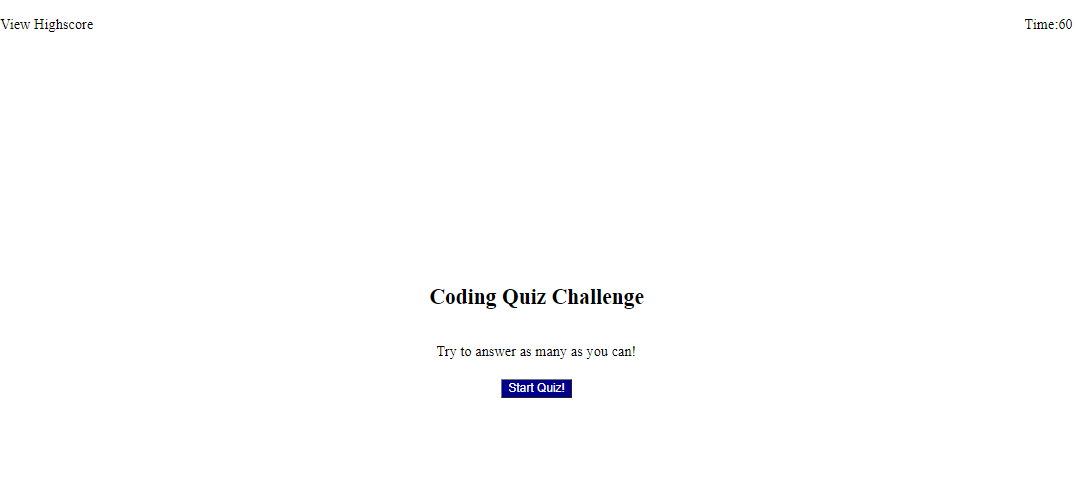 View Highscore
Time:60
Coding Quiz Challenge
Try to answer as many as you can!
Start Quiz!